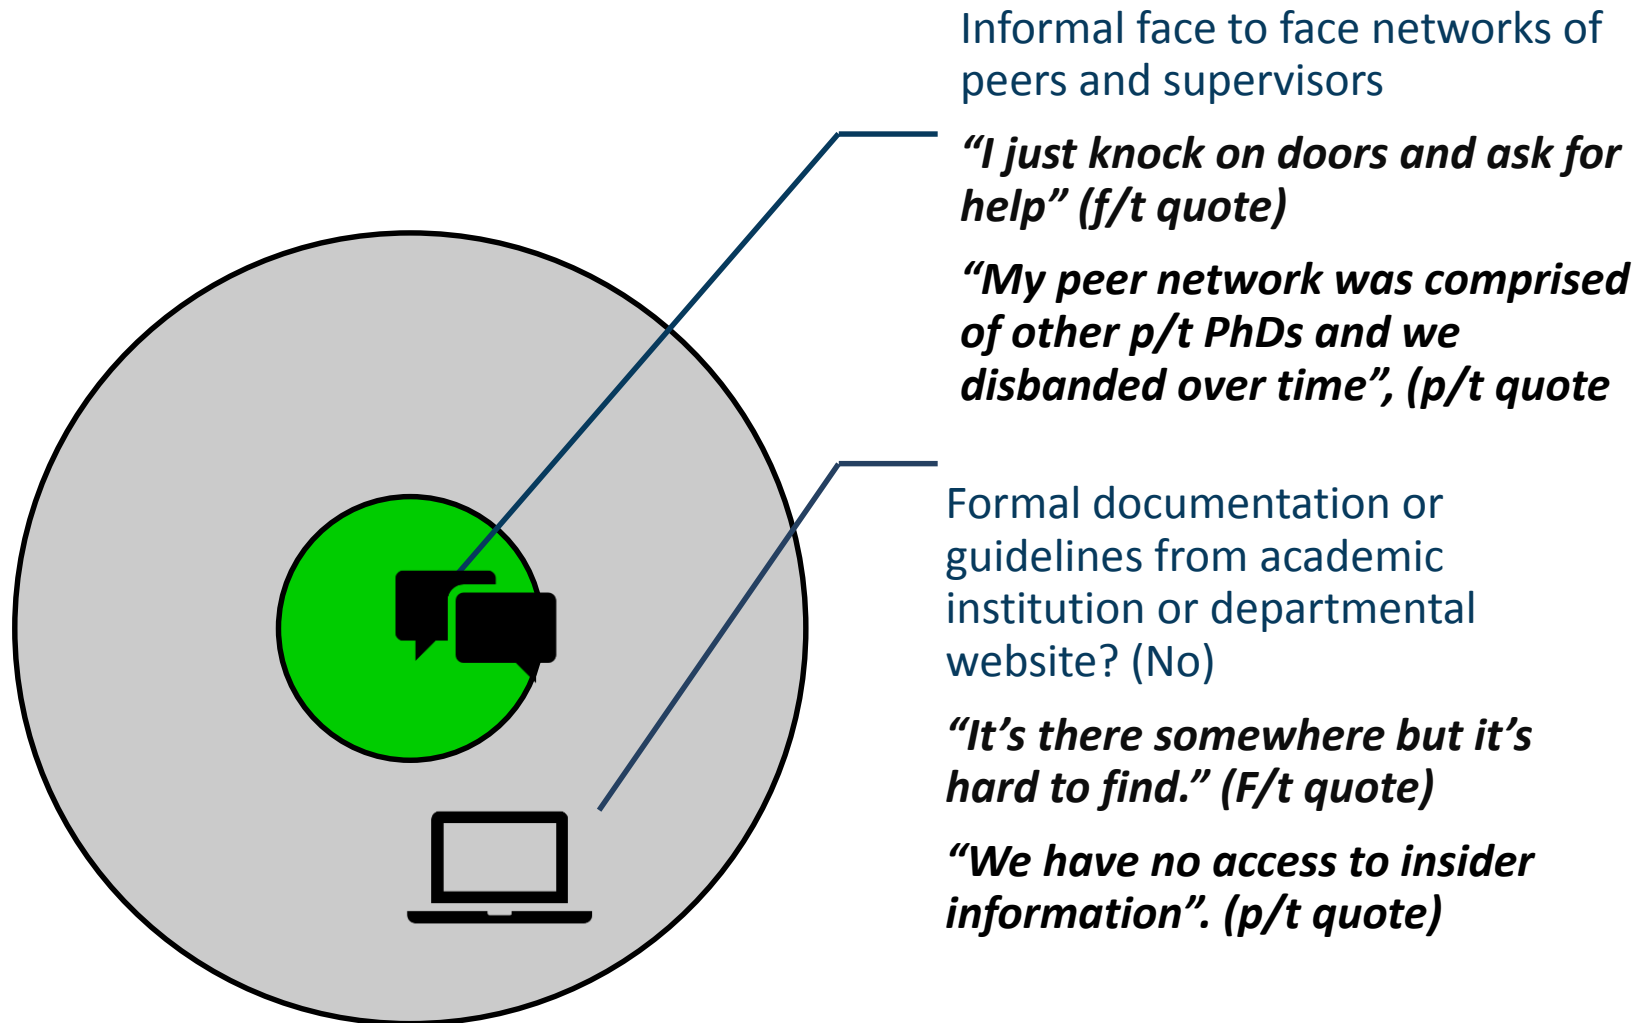 Informal face to face networks of
peers and supervisors
“I just knock on doors and ask for
help” (f/t quote)
“My peer network was comprised
of other p/t PhDs and we
disbanded over time”, (p/t quote
Formal documentation or
guidelines from academic
institution or departmental
website? (No)
“It’s there somewhere but it’s
hard to find.” (F/t quote)
“We have no access to insider
information”. (p/t quote)